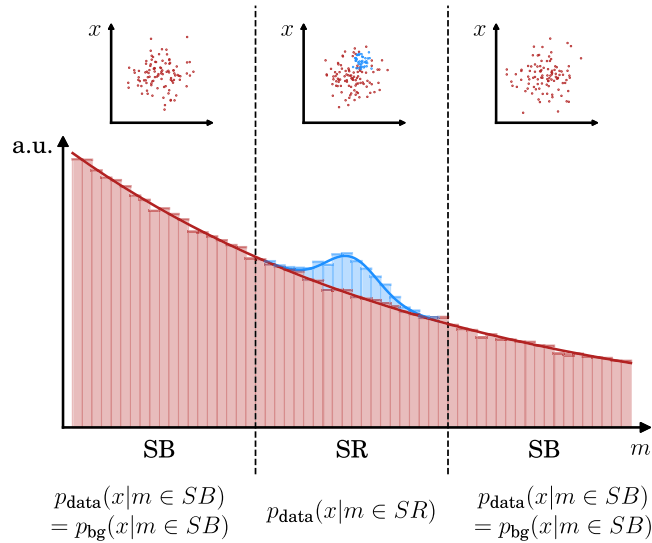 x
x
x
a.u.
SB
SR
SB
m
p_data(x|m ∈ SB)
= p_bg(x|m ∈ SB)
p_data(x|m ∈ SR)
p_data(x|m ∈ SB)
= p_bg(x|m ∈ SB)